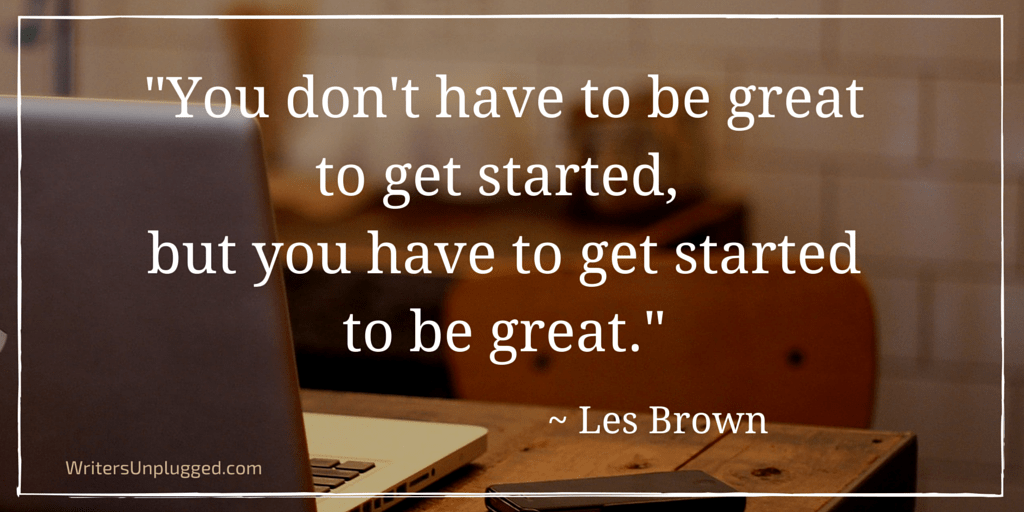 "You don't have to be great
to get started,
but you have to get started
to be great."
~ Les Brown
WritersUnplugged.com